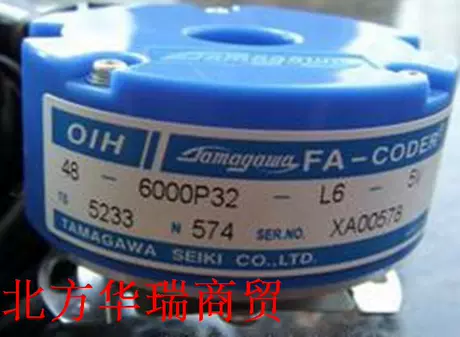 Tamagawa
OIH Tamagawa FA-CODER
48 - 6000P32 - L6 - 5V
TS 5233 N 574 SER.NO. XA00578
TAMAGAWA SEIKI CO.,LTD.
北方华瑞商贸